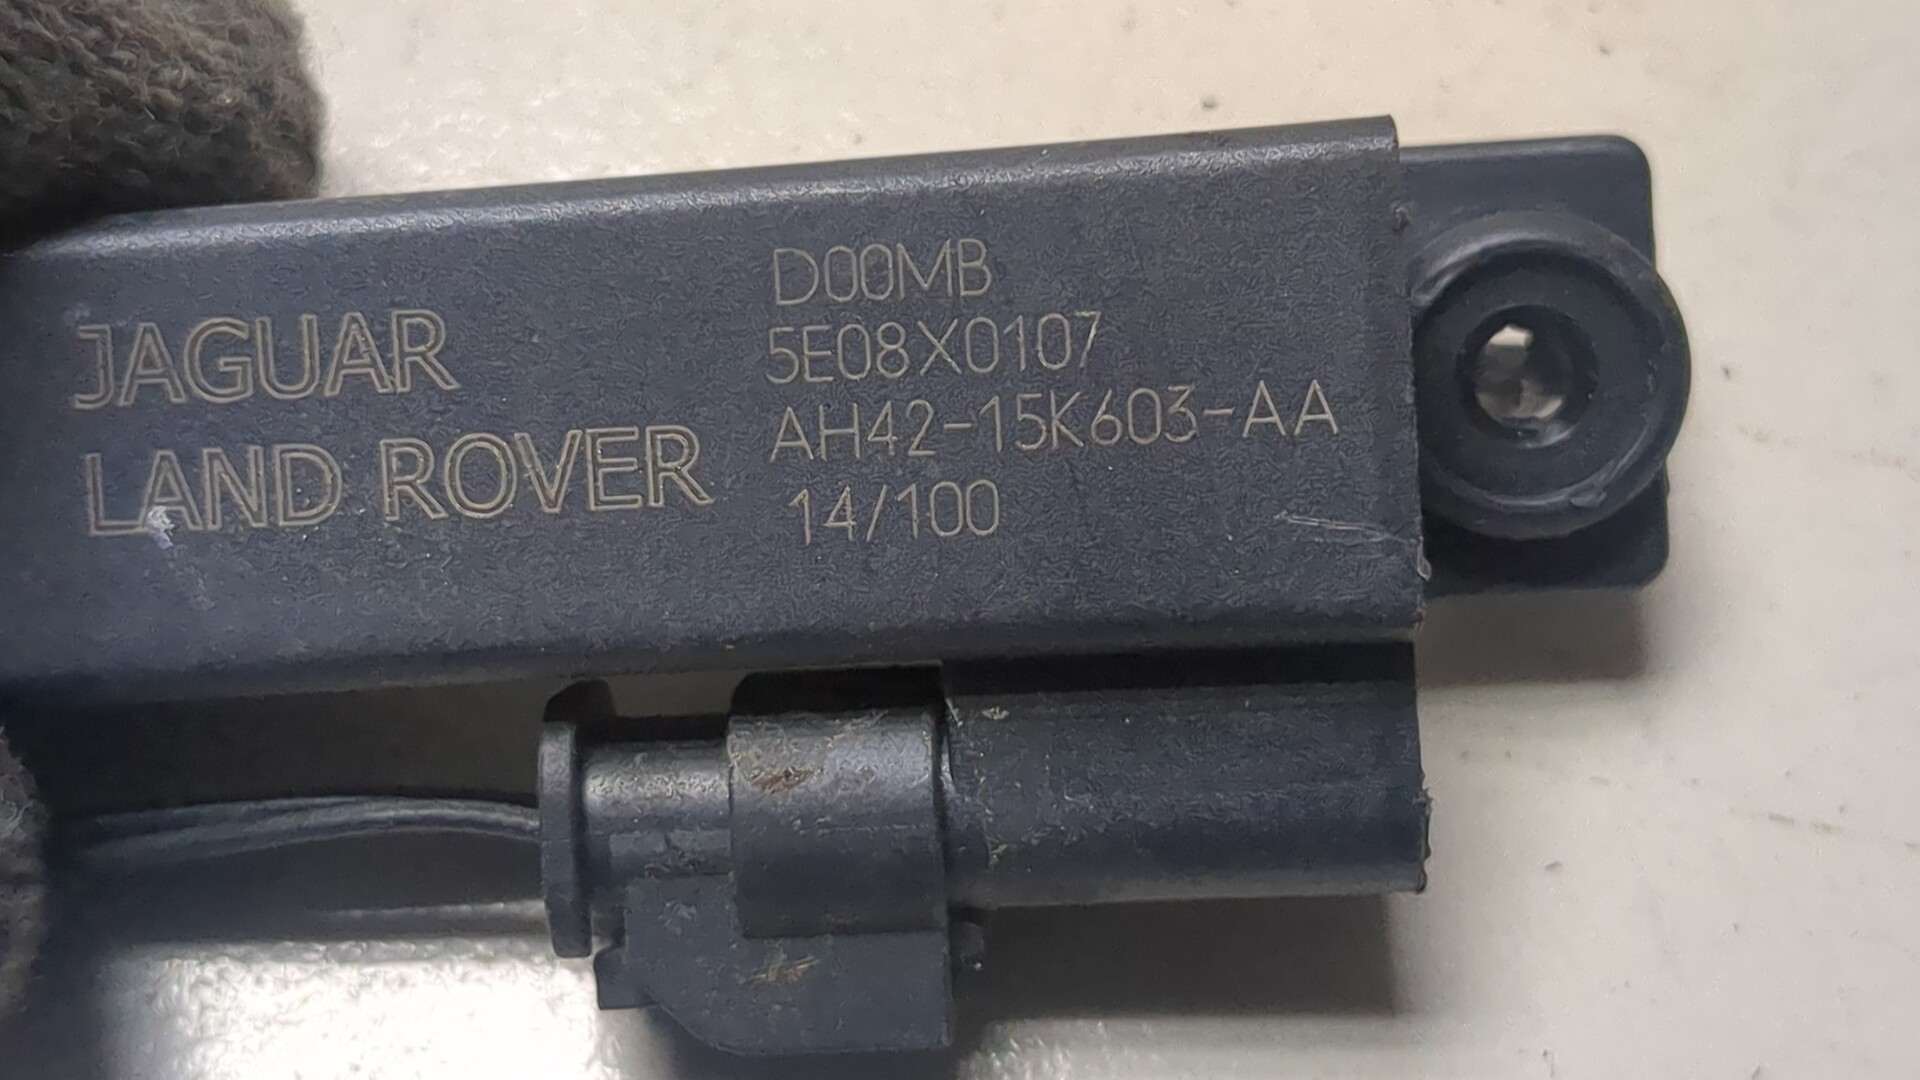 JAGUAR
LAND ROVER
D00MB
5E08X0107
AH42-15K603-AA
14/100